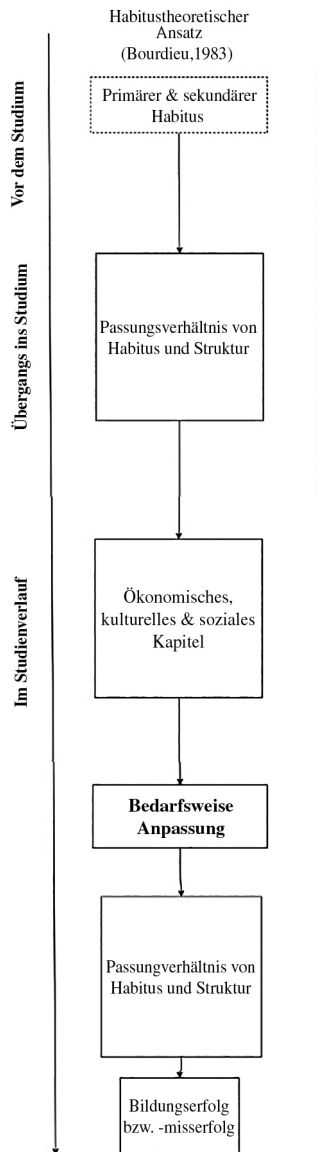 Habitustheoretischer
Ansatz
(Bourdieu,1983)
Vor dem Studium
Primärer & sekundärer
Habitus
Übergangs ins Studium
Passungsverhältnis von
Habitus und Struktur
Im Studienverlauf
Ökonomisches,
kulturelles & soziales
Kapitel
Bedarfsweise
Anpassung
Passungverhältnis von
Habitus und Struktur
Bildungserfolg
bzw. -misserfolg